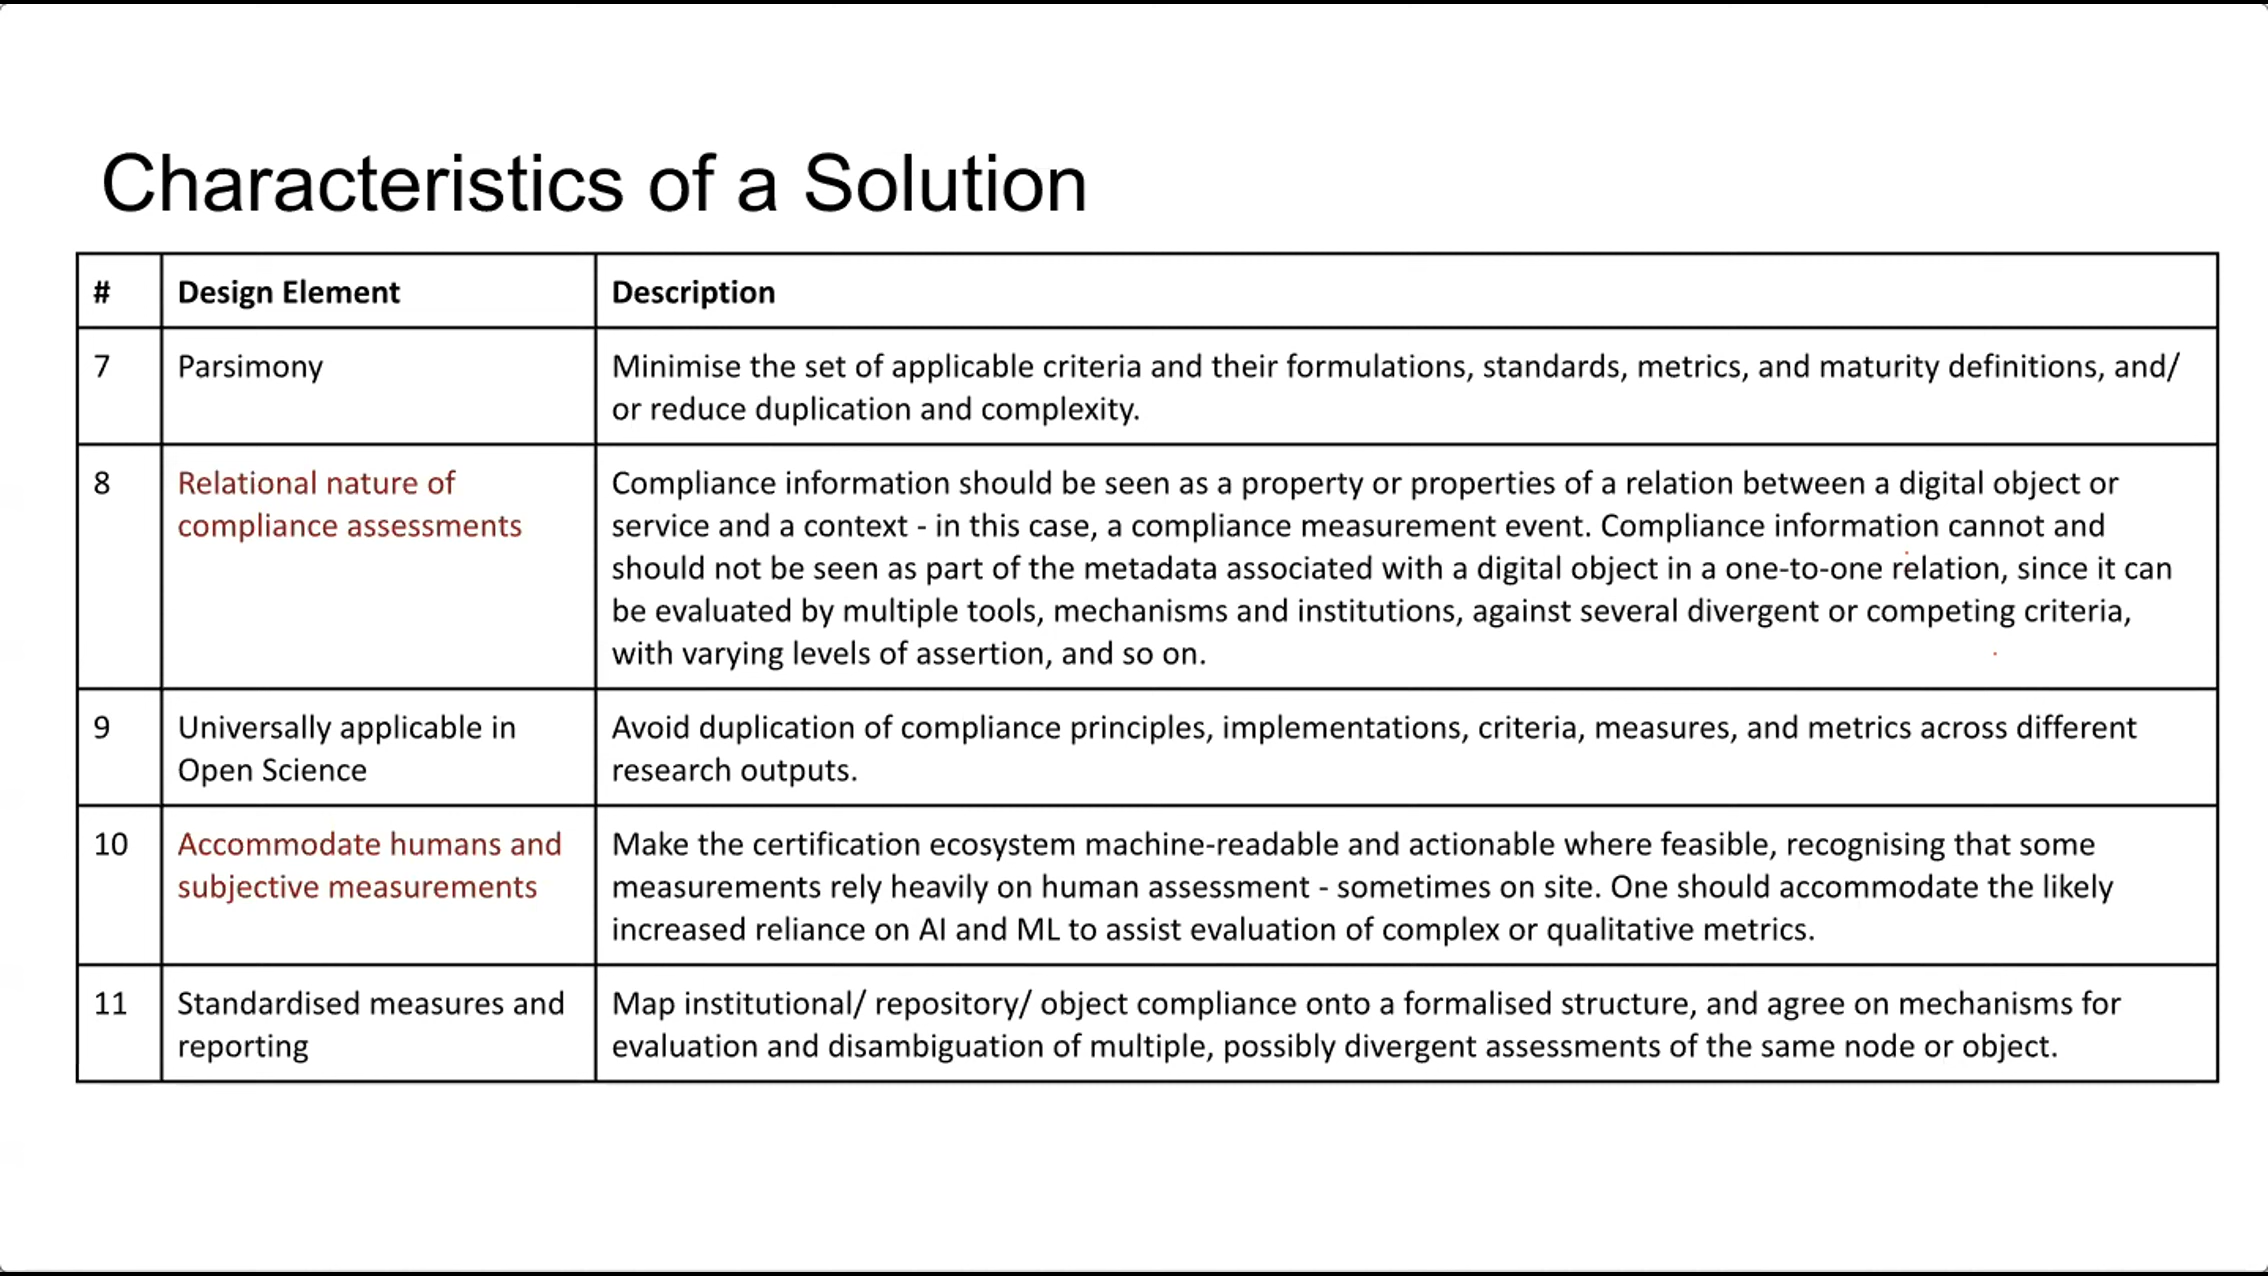 Characteristics of a Solution
# Design Element Description
7 Parsimony Minimise the set of applicable criteria and their formulations, standards, metrics, and maturity definitions, and/
or reduce duplication and complexity.
8 Relational nature of Compliance information should be seen as a property or properties of a relation between a digital object or
compliance assessments service and a context - in this case, a compliance measurement event. Compliance information cannot and
should not be seen as part of the metadata associated with a digital object in a one-to-one relation, since it can
be evaluated by multiple tools, mechanisms and institutions, against several divergent or competing criteria,
with varying levels of assertion, and so on.
9 Universally applicable in Avoid duplication of compliance principles, implementations, criteria, measures, and metrics across different
Open Science research outputs.
10 Accommodate humans and Make the certification ecosystem machine-readable and actionable where feasible, recognising that some
subjective measurements measurements rely heavily on human assessment - sometimes on site. One should accommodate the likely
increased reliance on AI and ML to assist evaluation of complex or qualitative metrics.
11 Standardised measures and Map institutional/ repository/ object compliance onto a formalised structure, and agree on mechanisms for
reporting evaluation and disambiguation of multiple, possibly divergent assessments of the same node or object.